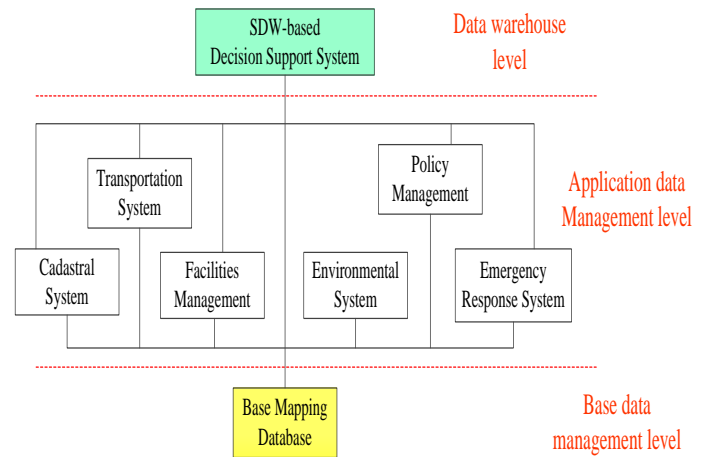 SDW-based
Decision Support System
Data warehouse
level
Transportation
System
Policy
Management
Application data
Management level
Cadastral
System
Facilities
Management
Environmental
System
Emergency
Response System
Base Mapping
Database
Base data
management level